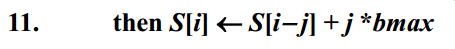 11. then S[i] ← S[i−j] + j *bmax